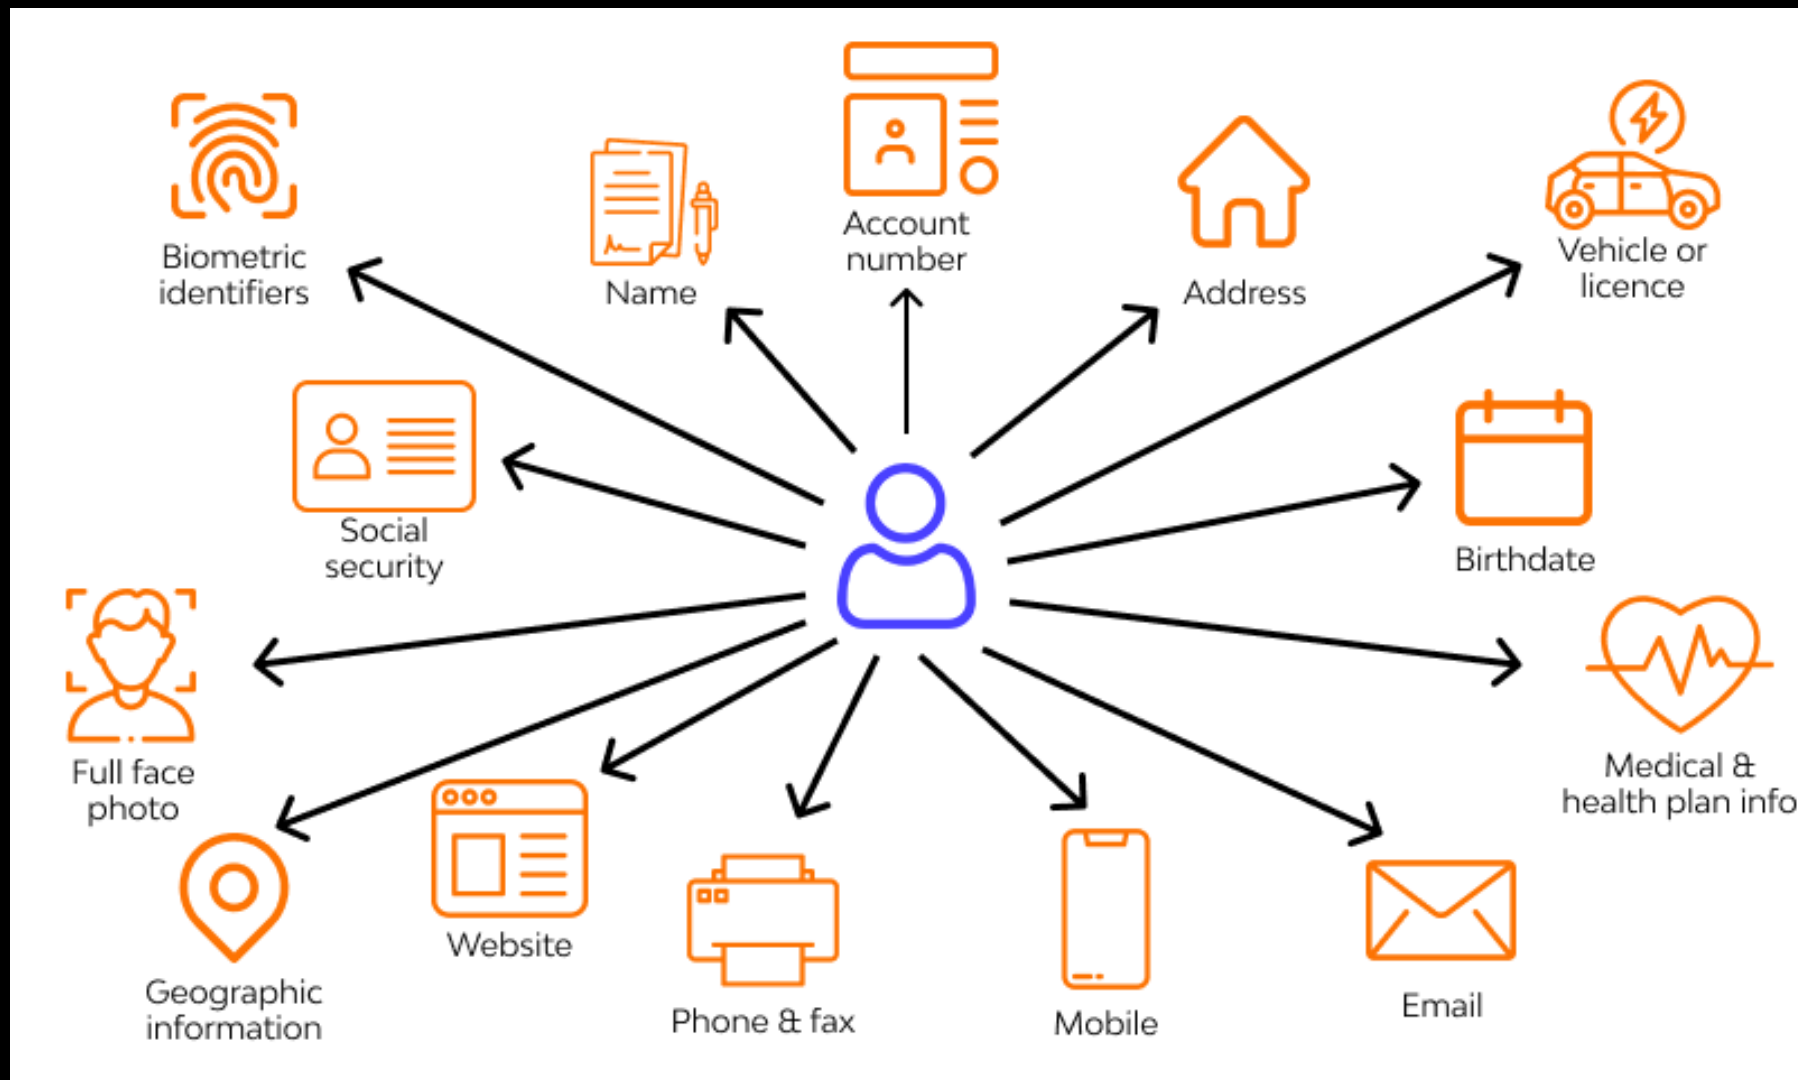 Biometric
identifiers
Name
Account
number
Address
Vehicle or
licence
Social
security
Birthdate
Full face
photo
Medical &
health plan info
Geographic
information
Website
Phone & fax
Mobile
Email